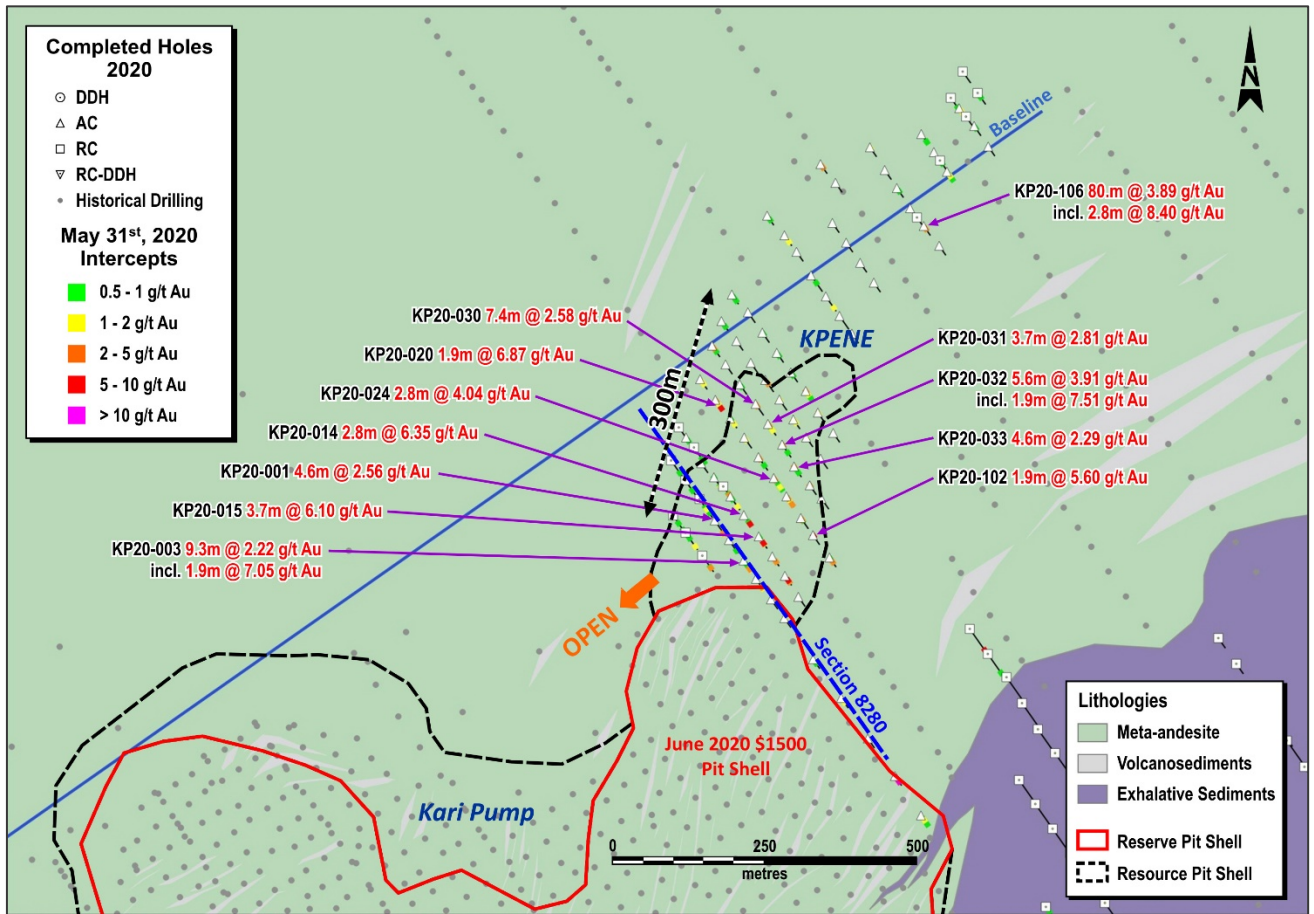 Completed Holes
2020
DDH
AC
RC
RC-DDH
Historical Drilling
May 31st, 2020
Intercepts
0.5 - 1 g/t Au
1 - 2 g/t Au
2 - 5 g/t Au
5 - 10 g/t Au
> 10 g/t Au
N
Baseline
KP20-106 80.m @ 3.89 g/t Au
incl. 2.8m @ 8.40 g/t Au
KP20-030 7.4m @ 2.58 g/t Au
KP20-020 1.9m @ 6.87 g/t Au
KP20-024 2.8m @ 4.04 g/t Au
KP20-014 2.8m @ 6.35 g/t Au
KP20-001 4.6m @ 2.56 g/t Au
KP20-015 3.7m @ 6.10 g/t Au
KP20-003 9.3m @ 2.22 g/t Au
incl. 1.9m @ 7.05 g/t Au
300m
KPENE
KP20-031 3.7m @ 2.81 g/t Au
KP20-032 5.6m @ 3.91 g/t Au
incl. 1.9m @ 7.51 g/t Au
KP20-033 4.6m @ 2.29 g/t Au
KP20-102 1.9m @ 5.60 g/t Au
OPEN
Section 8280
June 2020 $1500
Pit Shell
Kari Pump
0 250 500
metres
Lithologies
Meta-andesite
Volcanosediments
Exhalative Sediments
Reserve Pit Shell
Resource Pit Shell